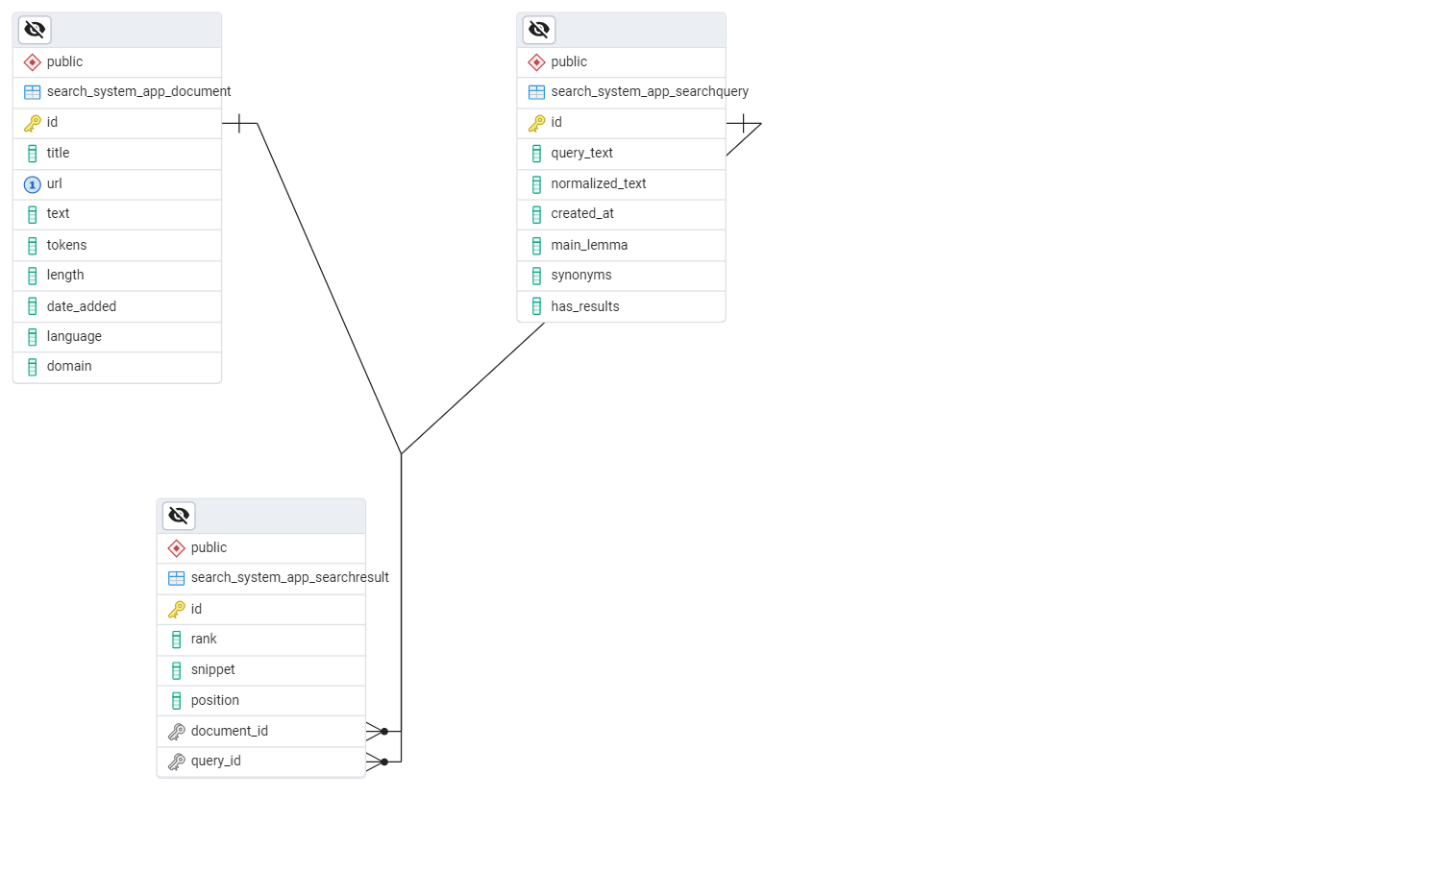 public
search_system_app_document
id
title
1 url
text
tokens
length
date_added
language
domain
public
search_system_app_searchquery
id
query_text
normalized_text
created_at
main_lemma
synonyms
has_results
public
search_system_app_searchresult
id
rank
snippet
position
document_id
query_id